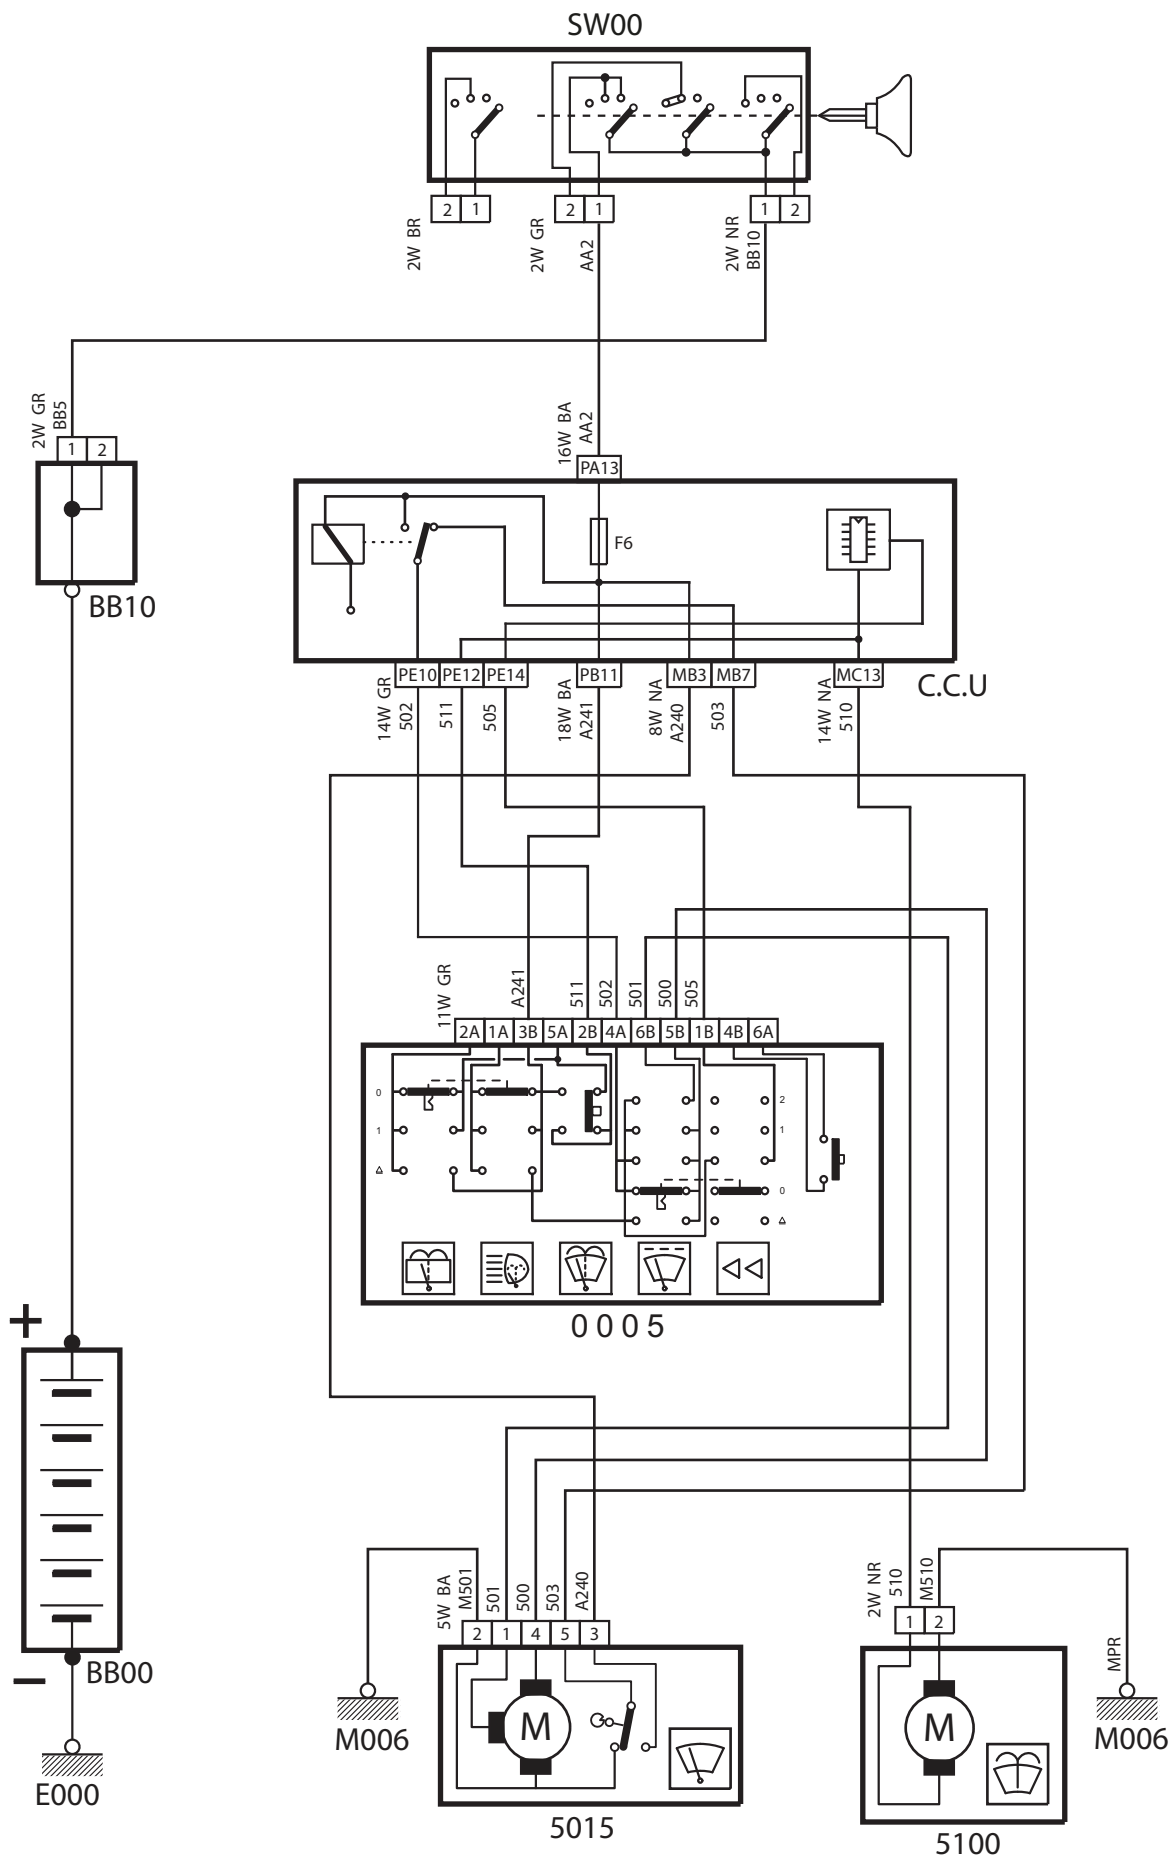 SW00
2 1
2 1
1 2
2W BR
2W GR
AA2
2W NR
BB10
2W GR
BB5
1 2
BB10
16W BA
AA2
PA13
F6
PE10 PE12 PE14 PB11 MB3 MB7 MC13
C.C.U
14W GR
502
511
505
18W BA
A241
8W NA
A240
503
14W NA
510
11W GR
A241
511
502
501
500
505
2A 1A 3B 5A 2B 4A 6B 5B 1B 4B 6A
0
1
2
1
0
0005
+
−
BB00
E000
5W BA
M501
501
500
503
A240
2 1 4 5 3
M
M006
5015
2W NR
510
M510
1 2
M
MPR
M006
5100